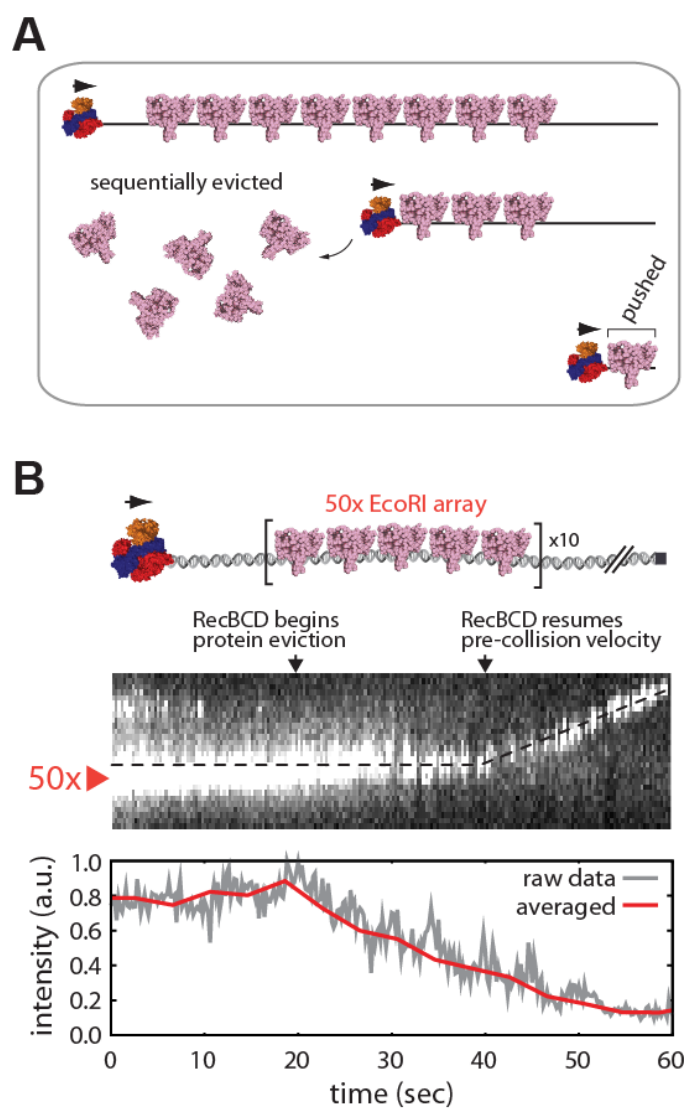 A
sequentially evicted
pushed
B
50x EcoRI array
x10
RecBCD begins
protein eviction
RecBCD resumes
pre-collision velocity
50x
intensity (a.u.)
1.0
0.8
0.6
0.4
0.2
0.0
raw data
averaged
0 10 20 30 40 50 60
time (sec)